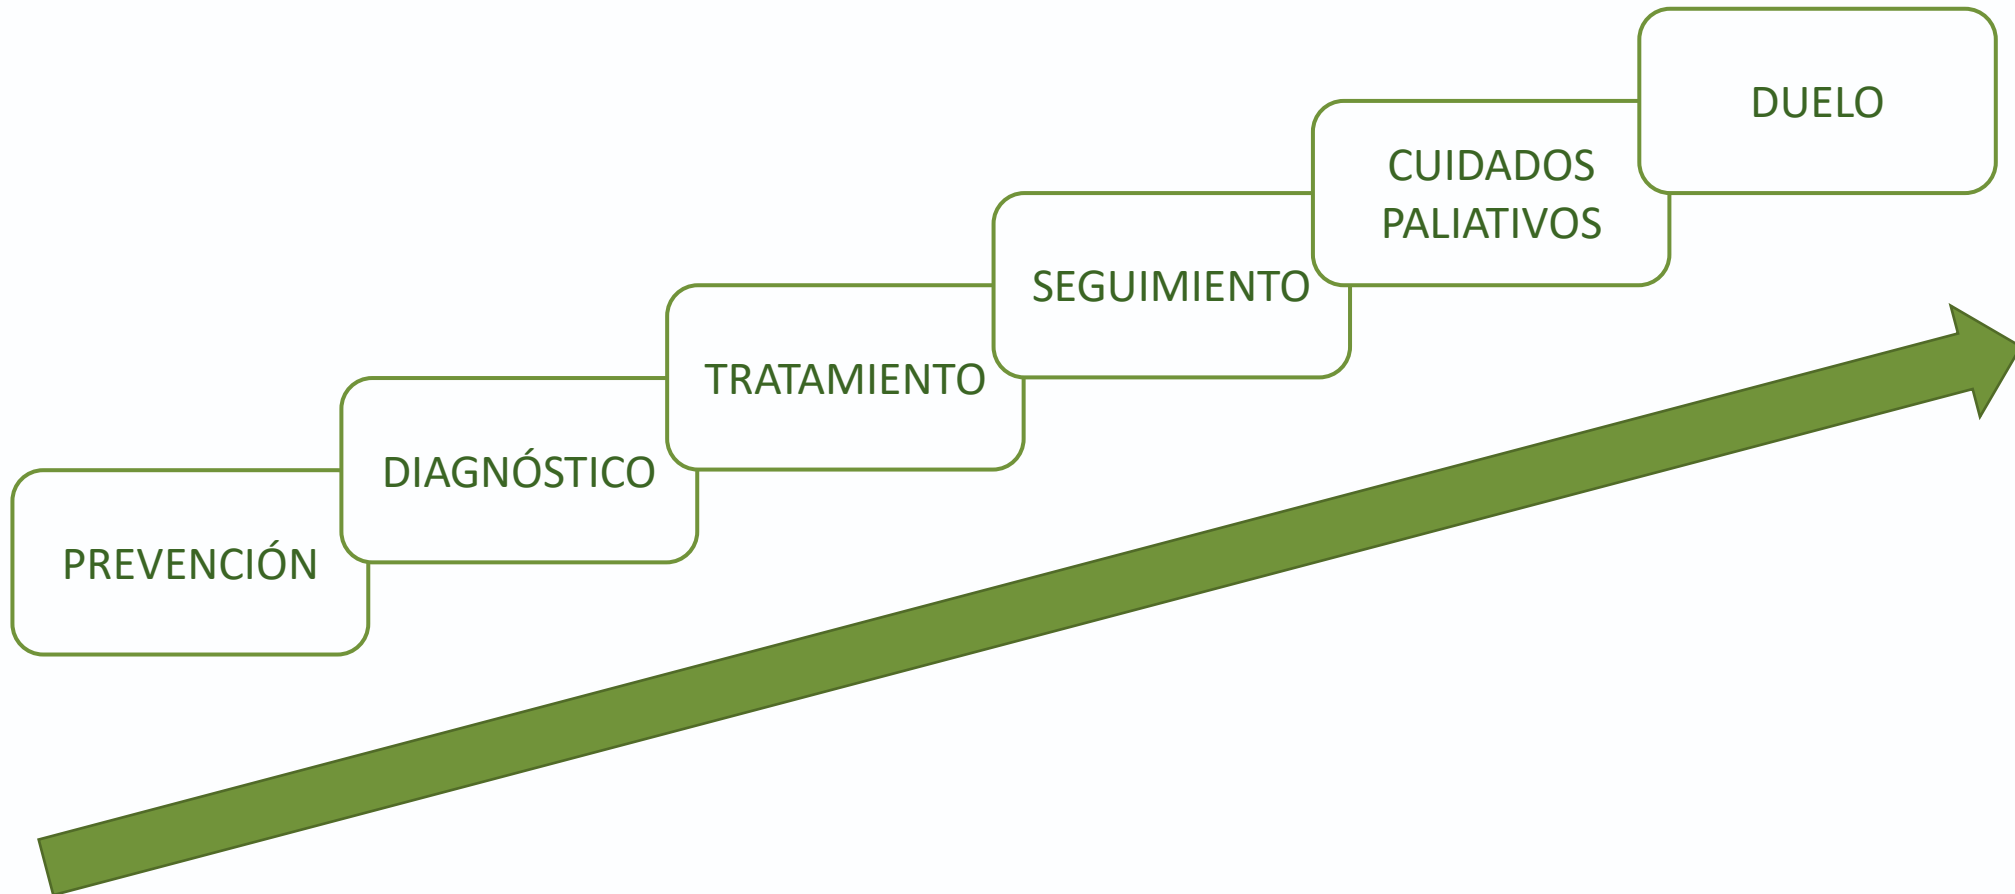 PREVENCIÓN
DIAGNÓSTICO
TRATAMIENTO
SEGUIMIENTO
CUIDADOS
PALIATIVOS
DUELO